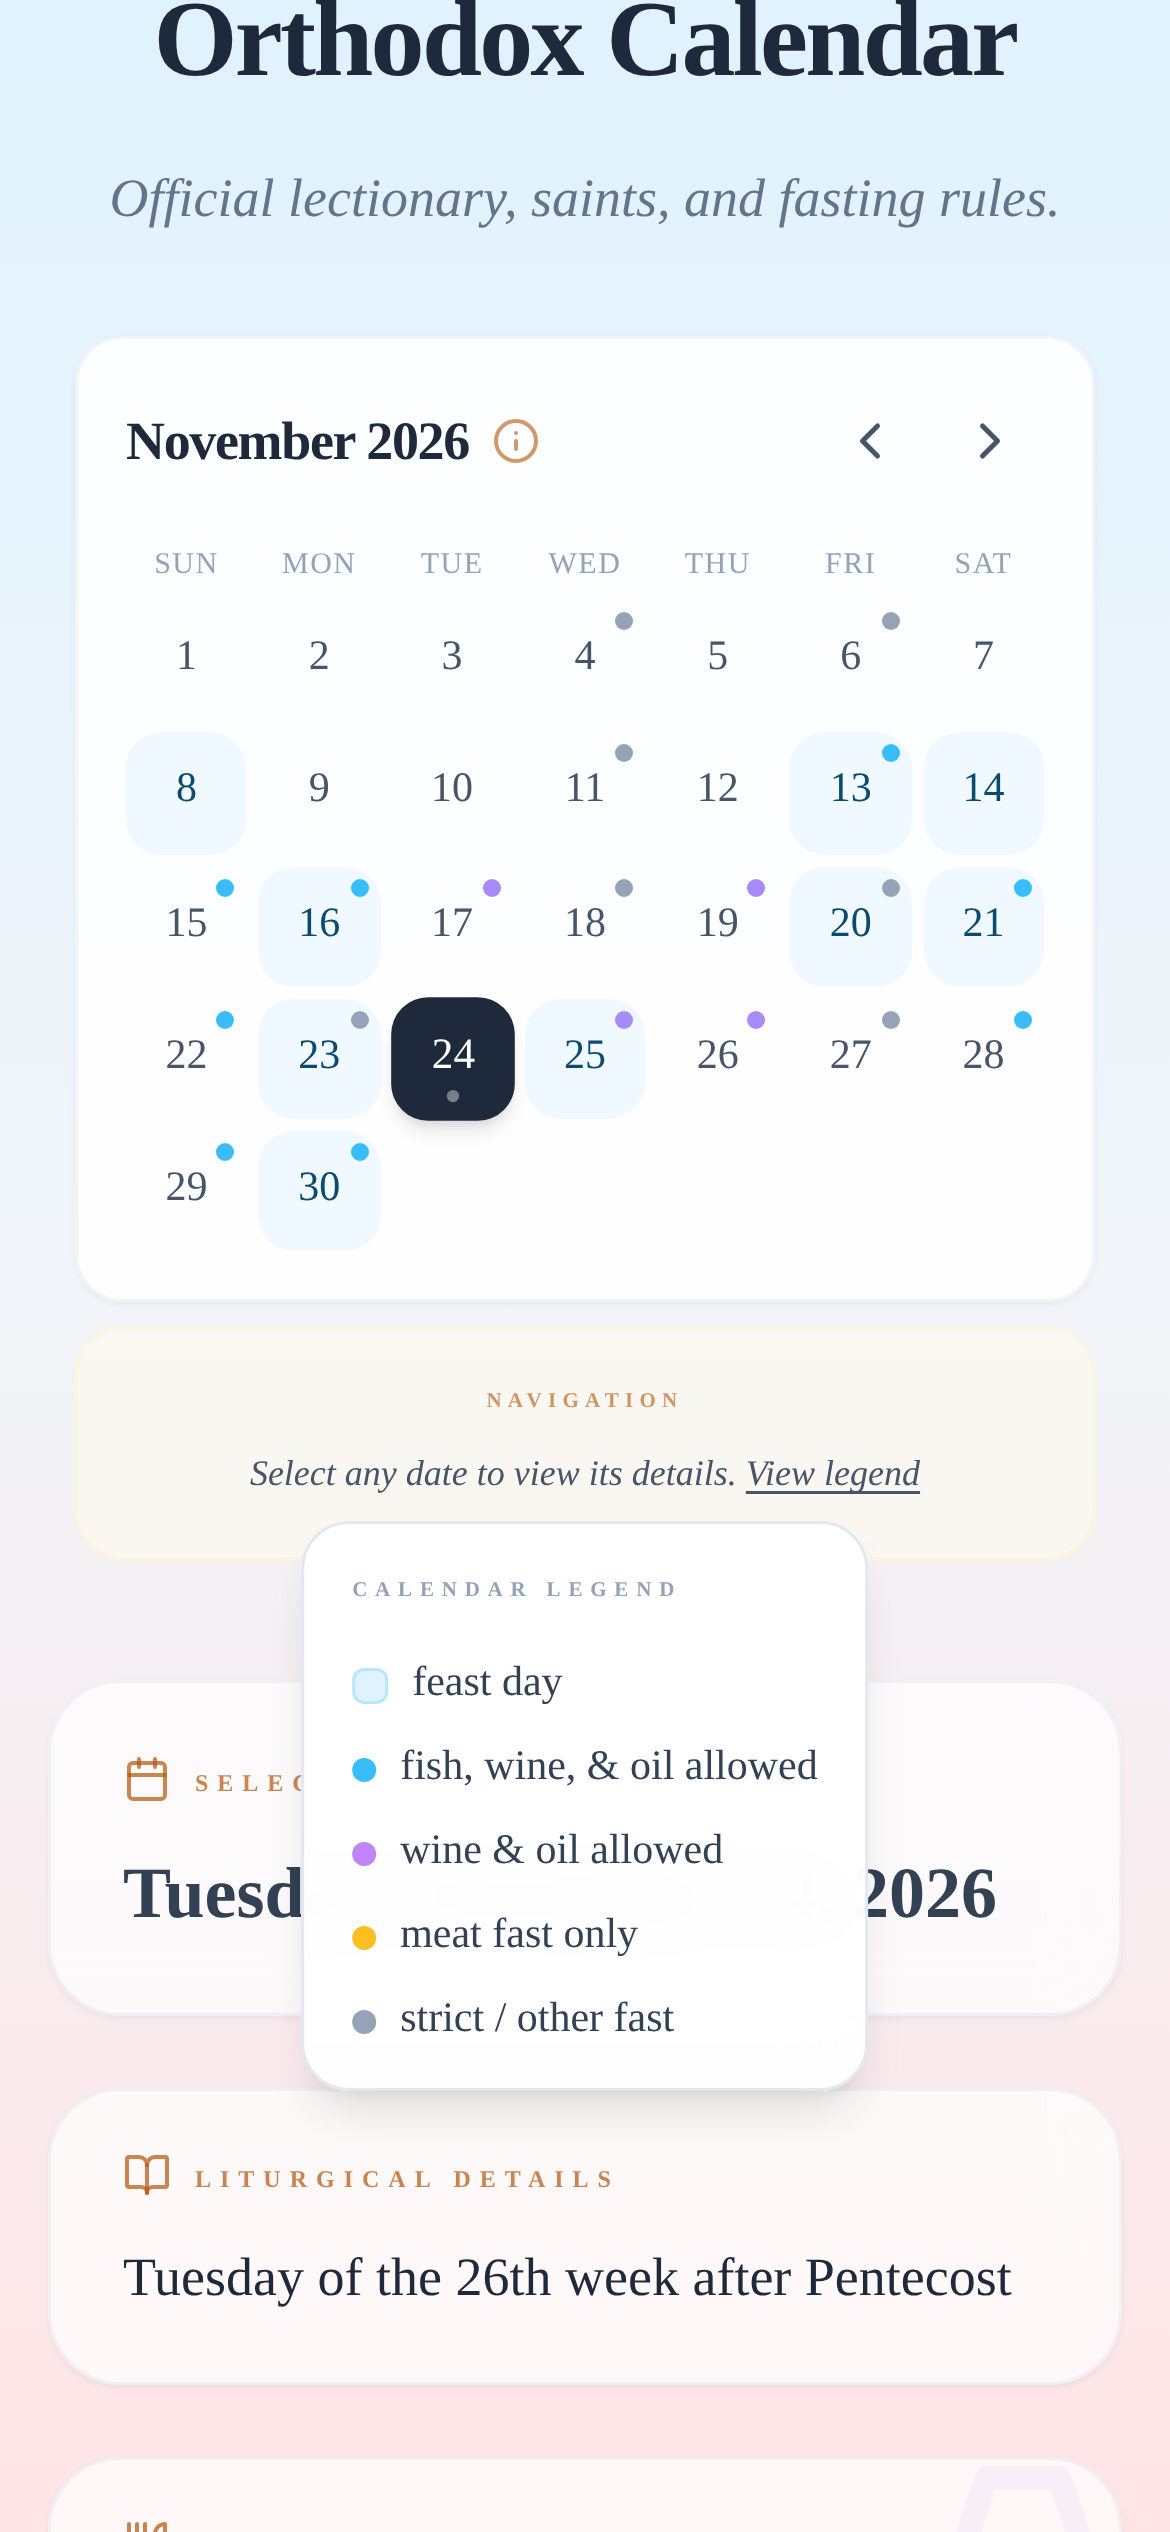 Orthodox Calendar
Official lectionary, saints, and fasting rules.
November 2026
SUN MON TUE WED THU FRI SAT
1 2 3 4 5 6 7
8 9 10 11 12 13 14
15 16 17 18 19 20 21
22 23 24 25 26 27 28
29 30
NAVIGATION
Select any date to view its details. View legend
CALENDAR LEGEND
feast day
fish, wine, & oil allowed
wine & oil allowed
meat fast only
strict / other fast
2026
LITURGICAL DETAILS
Tuesday of the 26th week after Pentecost